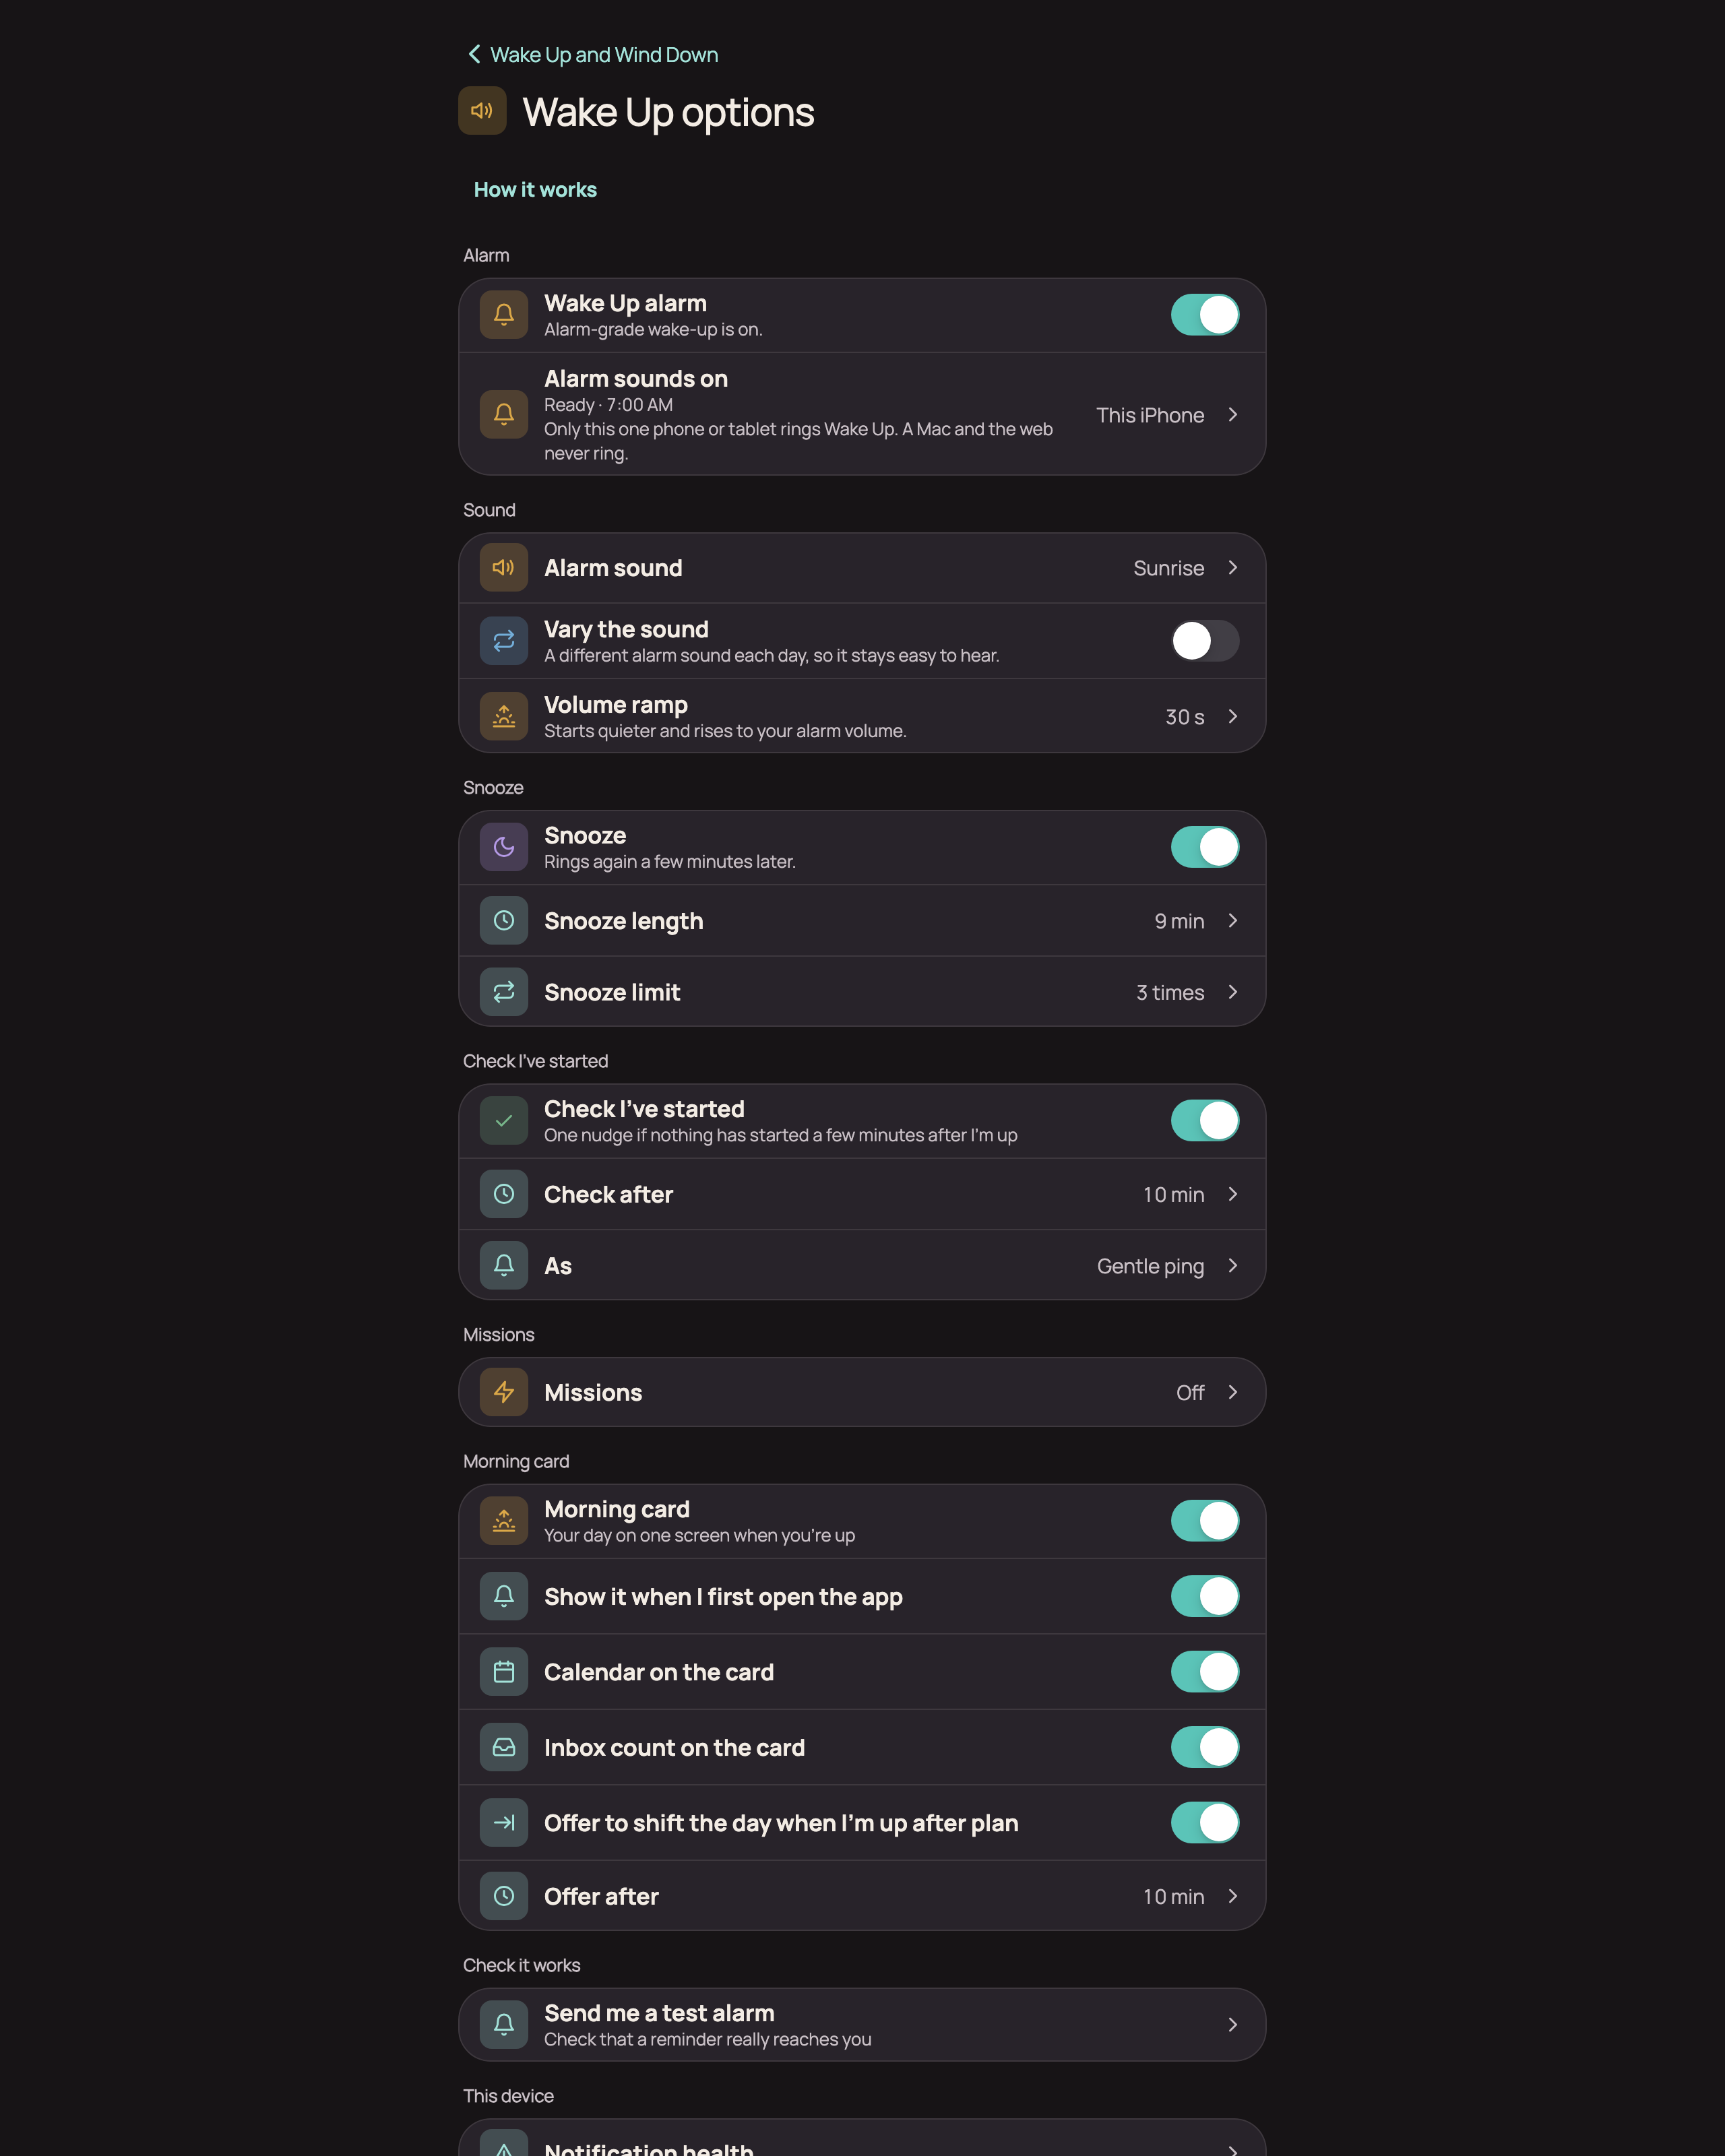 Wake Up and Wind Down
Wake Up options
How it works
Alarm
Wake Up alarm
Alarm-grade wake-up is on.
Alarm sounds on
Ready · 7:00 AM
Only this one phone or tablet rings Wake Up. A Mac and the web
never ring.
This iPhone
Sound
Alarm sound
Sunrise
Vary the sound
A different alarm sound each day, so it stays easy to hear.
Volume ramp
Starts quieter and rises to your alarm volume.
30 s
Snooze
Snooze
Rings again a few minutes later.
Snooze length
9 min
Snooze limit
3 times
Check I’ve started
Check I’ve started
One nudge if nothing has started a few minutes after I’m up
Check after
10 min
As
Gentle ping
Missions
Missions
Off
Morning card
Morning card
Your day on one screen when you’re up
Show it when I first open the app
Calendar on the card
Inbox count on the card
Offer to shift the day when I’m up after plan
Offer after
10 min
Check it works
Send me a test alarm
Check that a reminder really reaches you
This device
Notification health